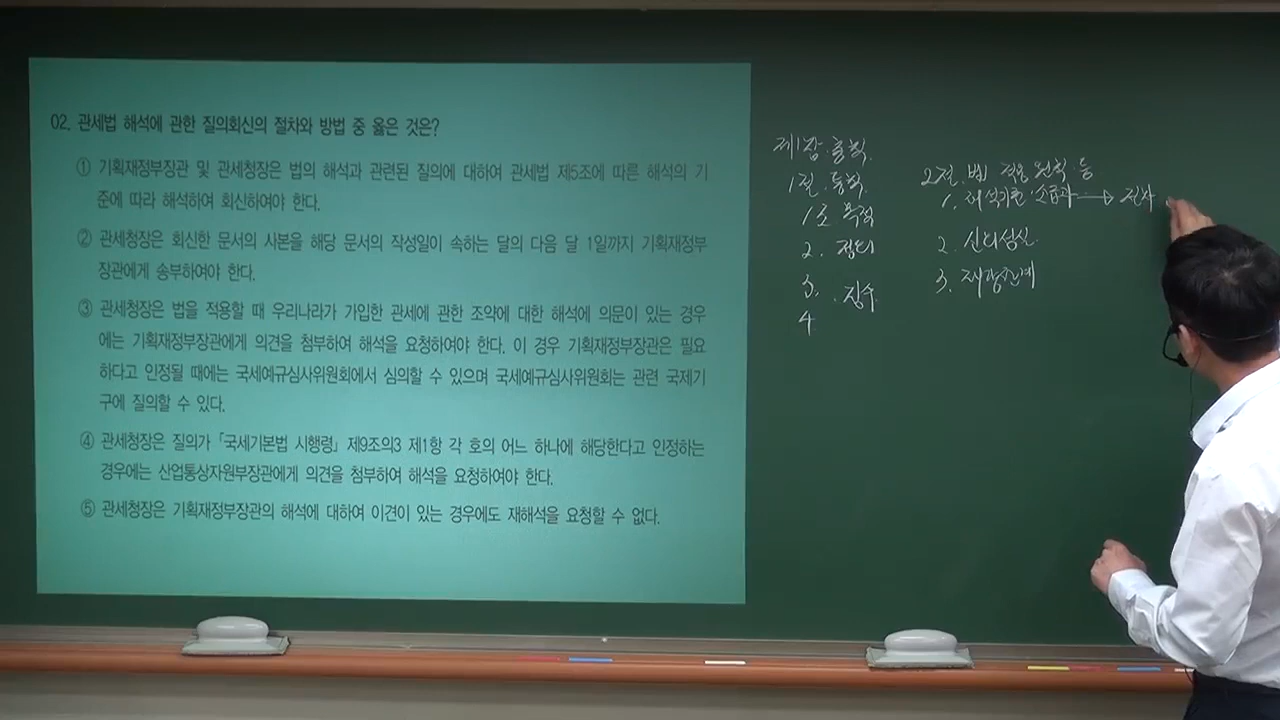 02. 관세법 해석에 관한 질의회신의 절차와 방법 중 옳은 것은?
① 기획재정부장관 및 관세청장은 법의 해석과 관련된 질의에 대하여 관세법 제5조에 따른 해석의 기
준에 따라 해석하여 회신하여야 한다.
② 관세청장은 회신한 문서의 사본을 해당 문서의 작성일이 속하는 달의 다음 달 1일까지 기획재정부
장관에게 송부하여야 한다.
③ 관세청장은 법을 적용할 때 우리나라가 가입한 관세에 관한 조약에 대한 해석에 의문이 있는 경우
에는 기획재정부장관에게 의견을 첨부하여 해석을 요청하여야 한다. 이 경우 기획재정부장관은 필요
하다고 인정될 때에는 국세예규심사위원회에서 심의할 수 있으며 국세예규심사위원회는 관련 국제기
구에 질의할 수 있다.
④ 관세청장은 질의가 「국세기본법 시행령」 제9조의3 제1항 각 호의 어느 하나에 해당한다고 인정하는
경우에는 산업통상자원부장관에게 의견을 첨부하여 해석을 요청하여야 한다.
⑤ 관세청장은 기획재정부장관의 해석에 대하여 이견이 있는 경우에도 재해석을 요청할 수 없다.
제1장 총칙.
1절. 통칙.
1조 목적
2. 정의
3. . 징수
4
2절. 법 적용 원칙 등
1. 해석기준 소급과 → 절차
2. 신의성실.
3. 재량한계